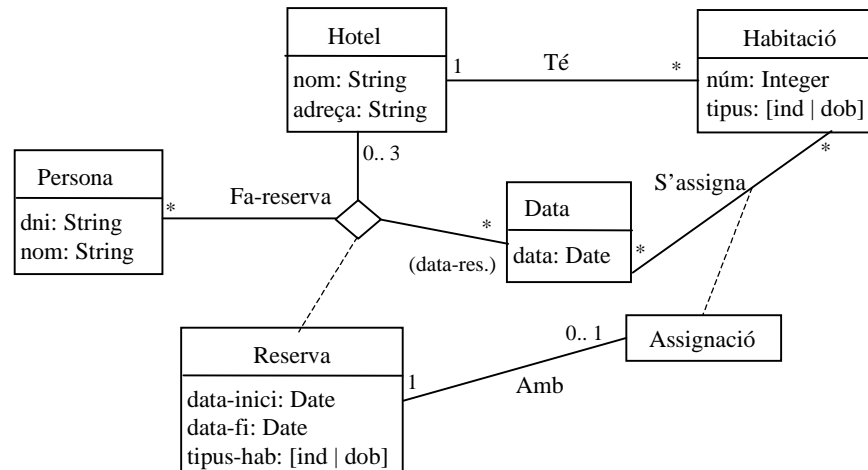 Hotel
nom: String
adreça: String
1
Té
*
Habitació
núm: Integer
tipus: [ind | dob]
0.. 3
*
S'assigna
Persona
dni: String
nom: String
*
Fa-reserva
*
(data-res.)
Data
data: Date
*
Reserva
data-inici: Date
data-fi: Date
tipus-hab: [ind | dob]
1
Amb
0.. 1
Assignació